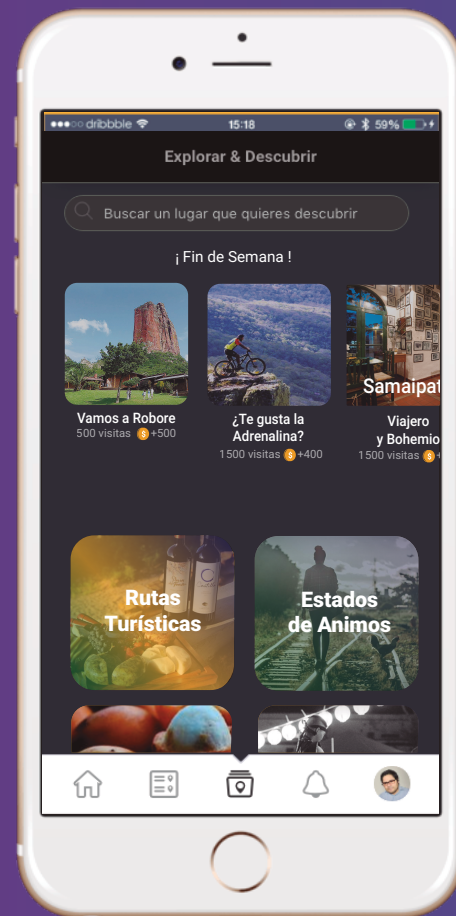 dribbble 15:18 59%
Explorar & Descubrir
Buscar un lugar que quieres descubrir
¡ Fin de Semana !
Samaipat
Vamos a Robore
500 visitas $ +500
¿Te gusta la
Adrenalina?
1500 visitas $ +400
Viajero
y Bohemio
1500 visitas $ +
Rutas
Turísticas
Estados
de Animos